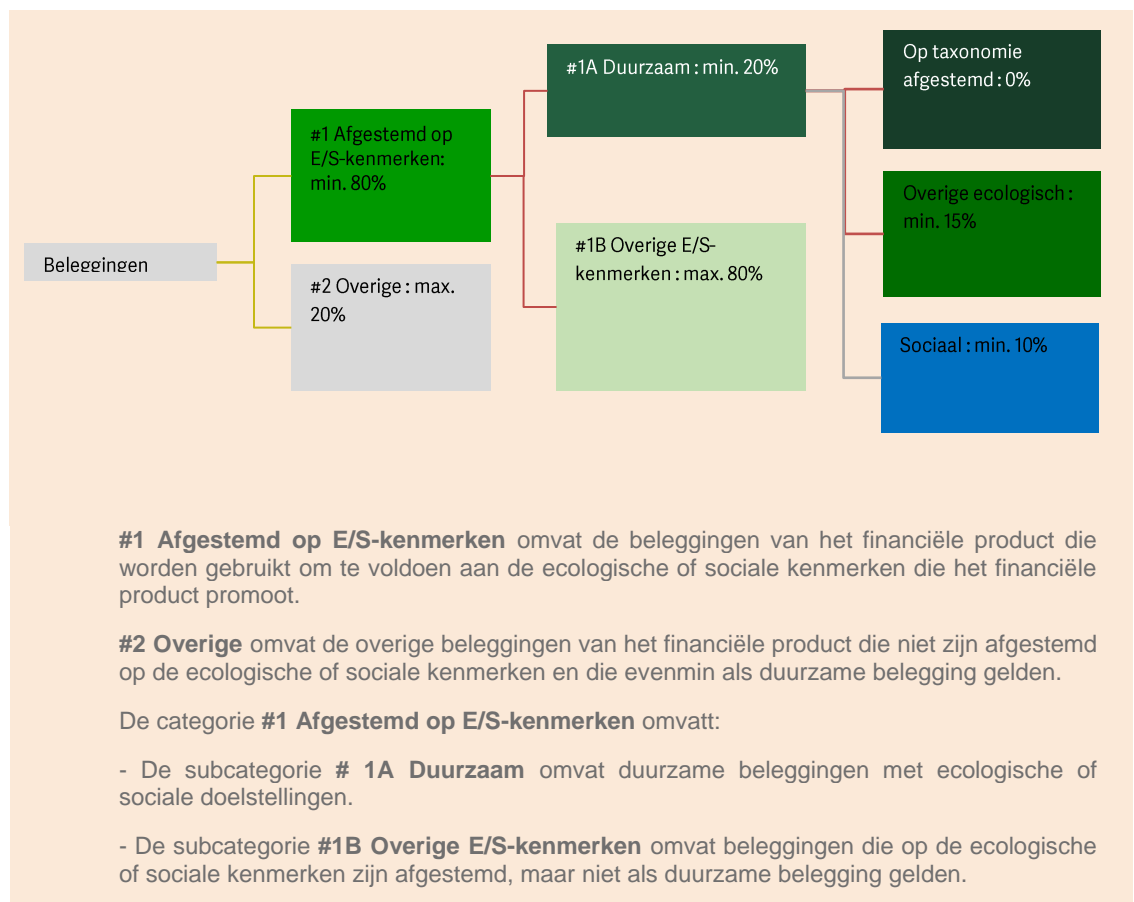 Beleggingen
#1 Afgestemd op
E/S-kenmerken:
min. 80%
#2 Overige : max.
20%
#1A Duurzaam : min. 20%
#1B Overige E/S-
kenmerken : max. 80%
Op taxonomie
afgestemd : 0%
Overige ecologisch :
min. 15%
Sociaal : min. 10%
#1 Afgestemd op E/S-kenmerken omvat de beleggingen van het financiële product die
worden gebruikt om te voldoen aan de ecologische of sociale kenmerken die het financiële
product promoot.
#2 Overige omvat de overige beleggingen van het financiële product die niet zijn afgestemd
op de ecologische of sociale kenmerken en die evenmin als duurzame belegging gelden.
De categorie #1 Afgestemd op E/S-kenmerken omvatt:
- De subcategorie # 1A Duurzaam omvat duurzame beleggingen met ecologische of
sociale doelstellingen.
- De subcategorie #1B Overige E/S-kenmerken omvat beleggingen die op de ecologische
of sociale kenmerken zijn afgestemd, maar niet als duurzame belegging gelden.